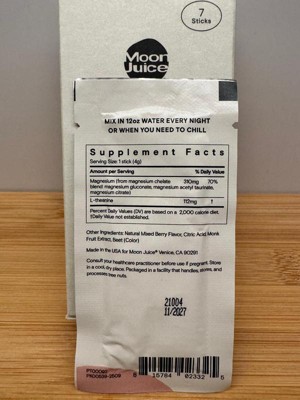 7
Sticks
Moon
Juice
MIX IN 12oz WATER EVERY NIGHT
OR WHEN YOU NEED TO CHILL
Supplement Facts
Serving Size: 1 stick (4g)
Amount per Serving % Daily Value
Magnesium (from magnesium chelate 310mg 70%
blend: magnesium gluconate, magnesium acetyl taurinate,
magnesium citrate)
L-theanine 112mg †
Percent Daily Values (DV) are based on a 2,000 calorie diet.
†Daily Value not established.
Other Ingredients: Natural Mixed Berry Flavor, Citric Acid, Monk
Fruit Extract, Beet (Color)
Made in the USA for Moon Juice® Venice, CA 90291
Consult your healthcare practitioner before use if pregnant. Store
in a cool, dry place. Packaged in a facility that handles, stores, and
processes tree nuts.
21004
11/2027
8 15784 02332 6